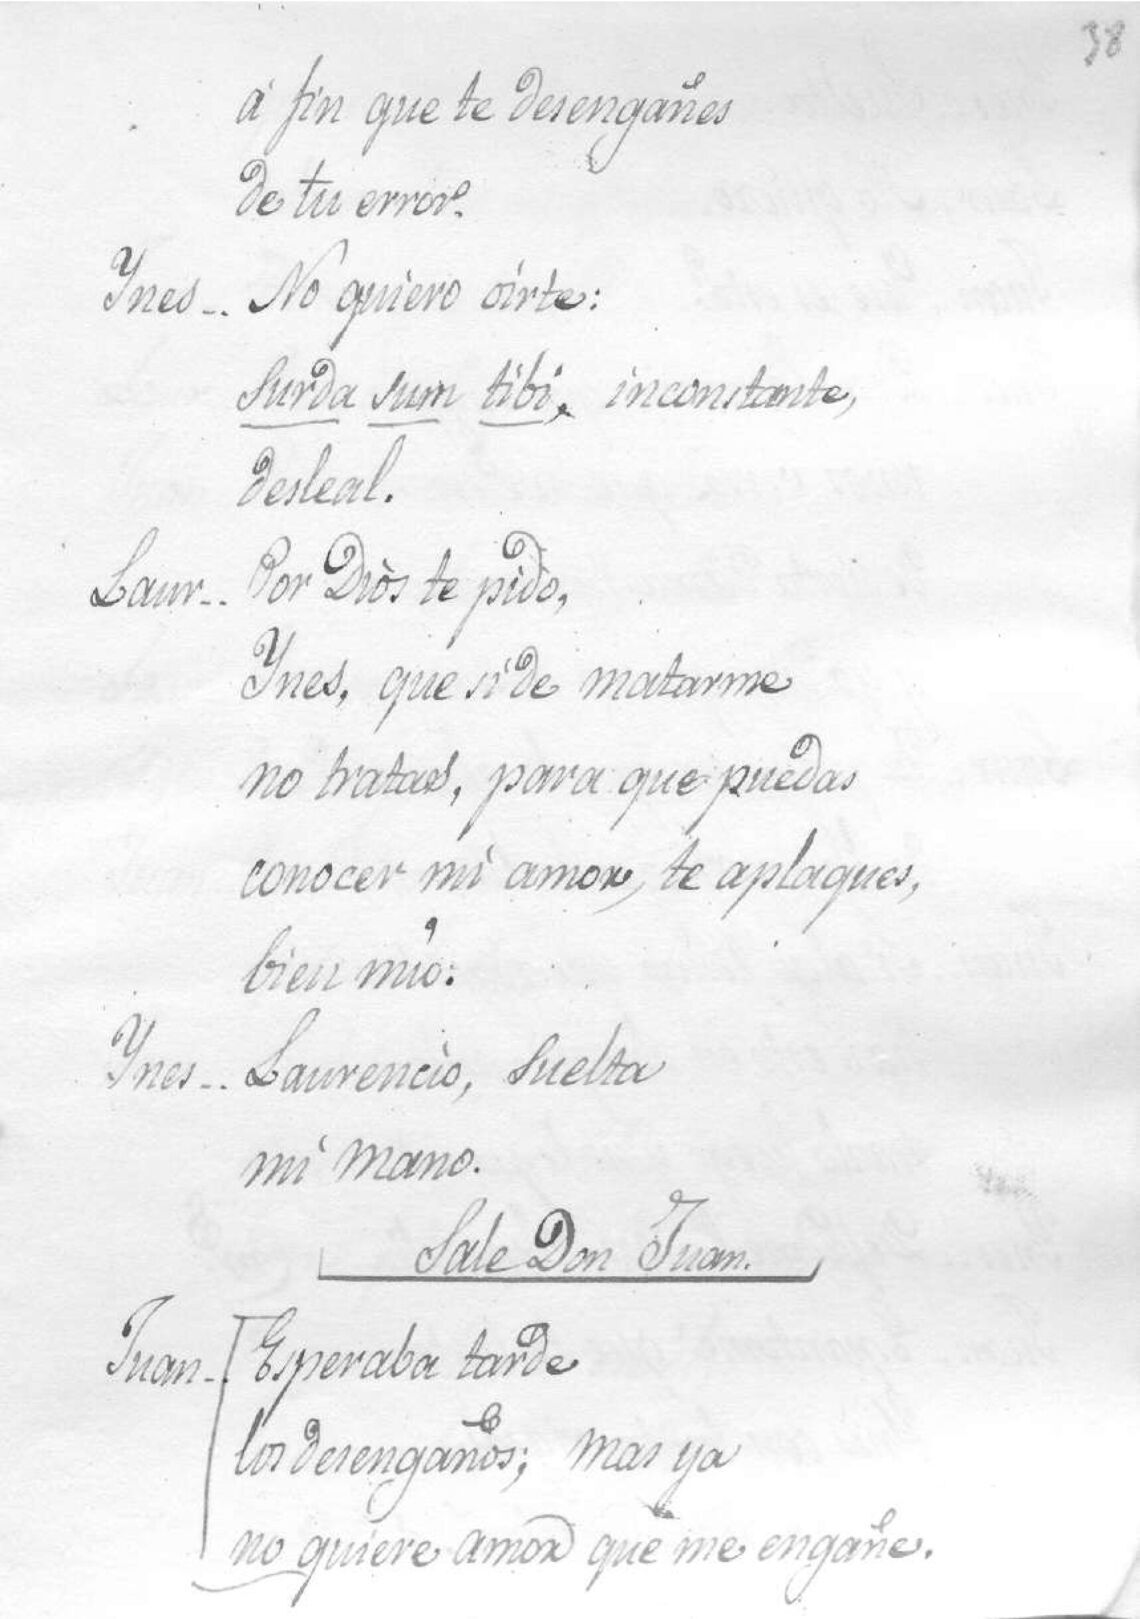 38
á fin que te desengañes
de tu error.
Ynes-. No quiero oirte:
surda sum tibi, inconstante,
desleal.
Laur-. Por Diòs te pido,
Ynes, que si de matarme
no tratas, para que puedas
conocer mi amor, te aplaques,
bien mio:
Ynes-. Laurencio, suelta
mi mano.
Sale Don Juan.
Juan-. Esperaba tarde
los desengaños; mas ya
no quiere amor que me engañe.